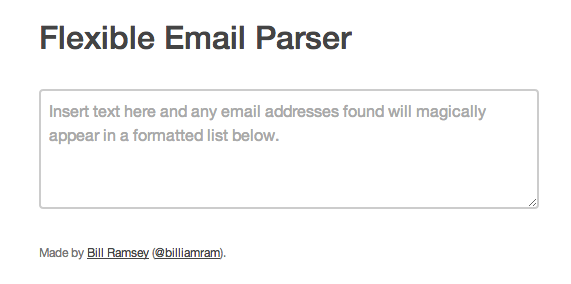 Flexible Email Parser
Insert text here and any email addresses found will magically
appear in a formatted list below.
Made by Bill Ramsey (@billiamram).